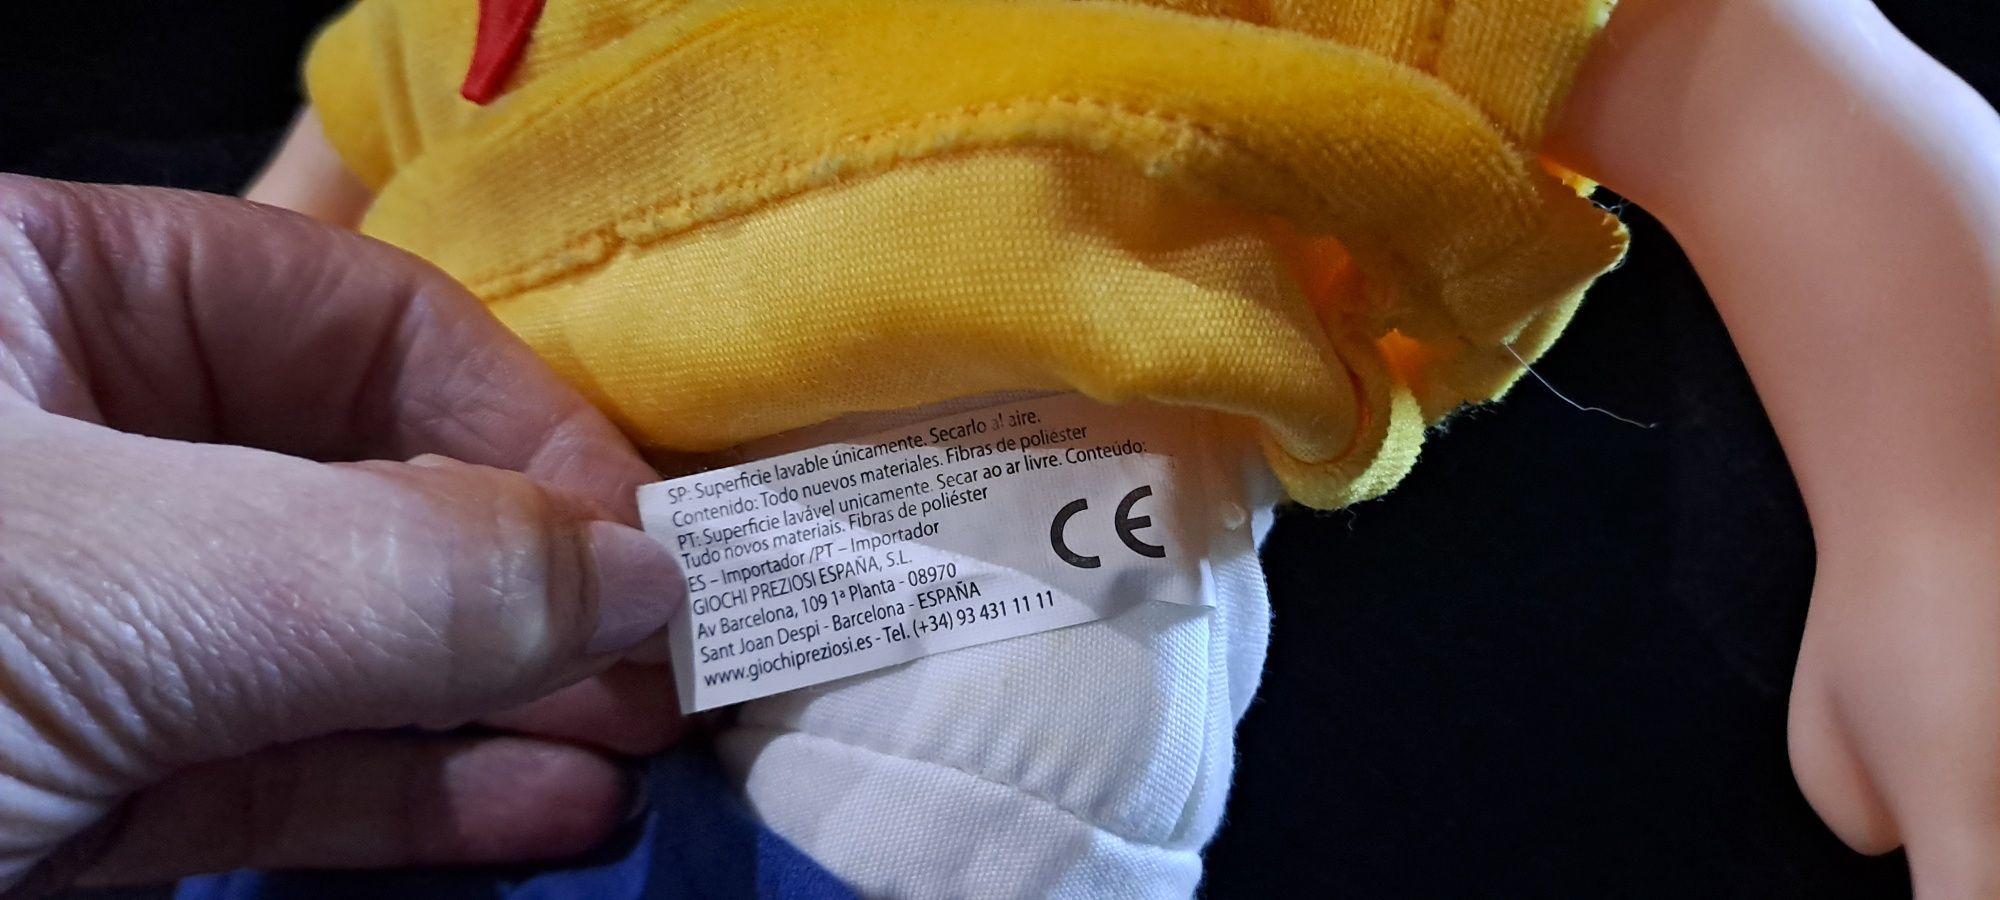 SP: Superficie lavable únicamente. Secarlo al aire.
Contenido: Todo nuevos materiales. Fibras de poliéster
PT: Superficie lavável unicamente. Secar ao ar livre. Conteúdo:
Tudo novos materiais. Fibras de poliéster
ES – Importador /PT – Importador
GIOCHI PREZIOSI ESPAÑA, S.L.
Av Barcelona, 109 1ª Planta - 08970
Sant Joan Despi - Barcelona - ESPAÑA
www.giochipreziosi.es - Tel. (+34) 93 431 11 11
CE